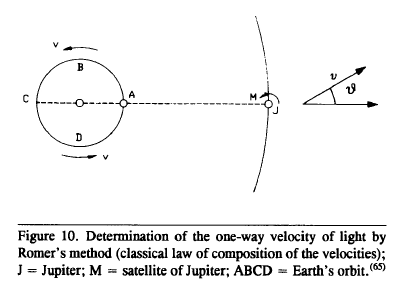 v
B
C
A
M
J
D
v
υ
ϑ
Figure 10. Determination of the one-way velocity of light by
Romer's method (classical law of composition of the velocities);
J = Jupiter; M = satellite of Jupiter; ABCD = Earth's orbit.(65)